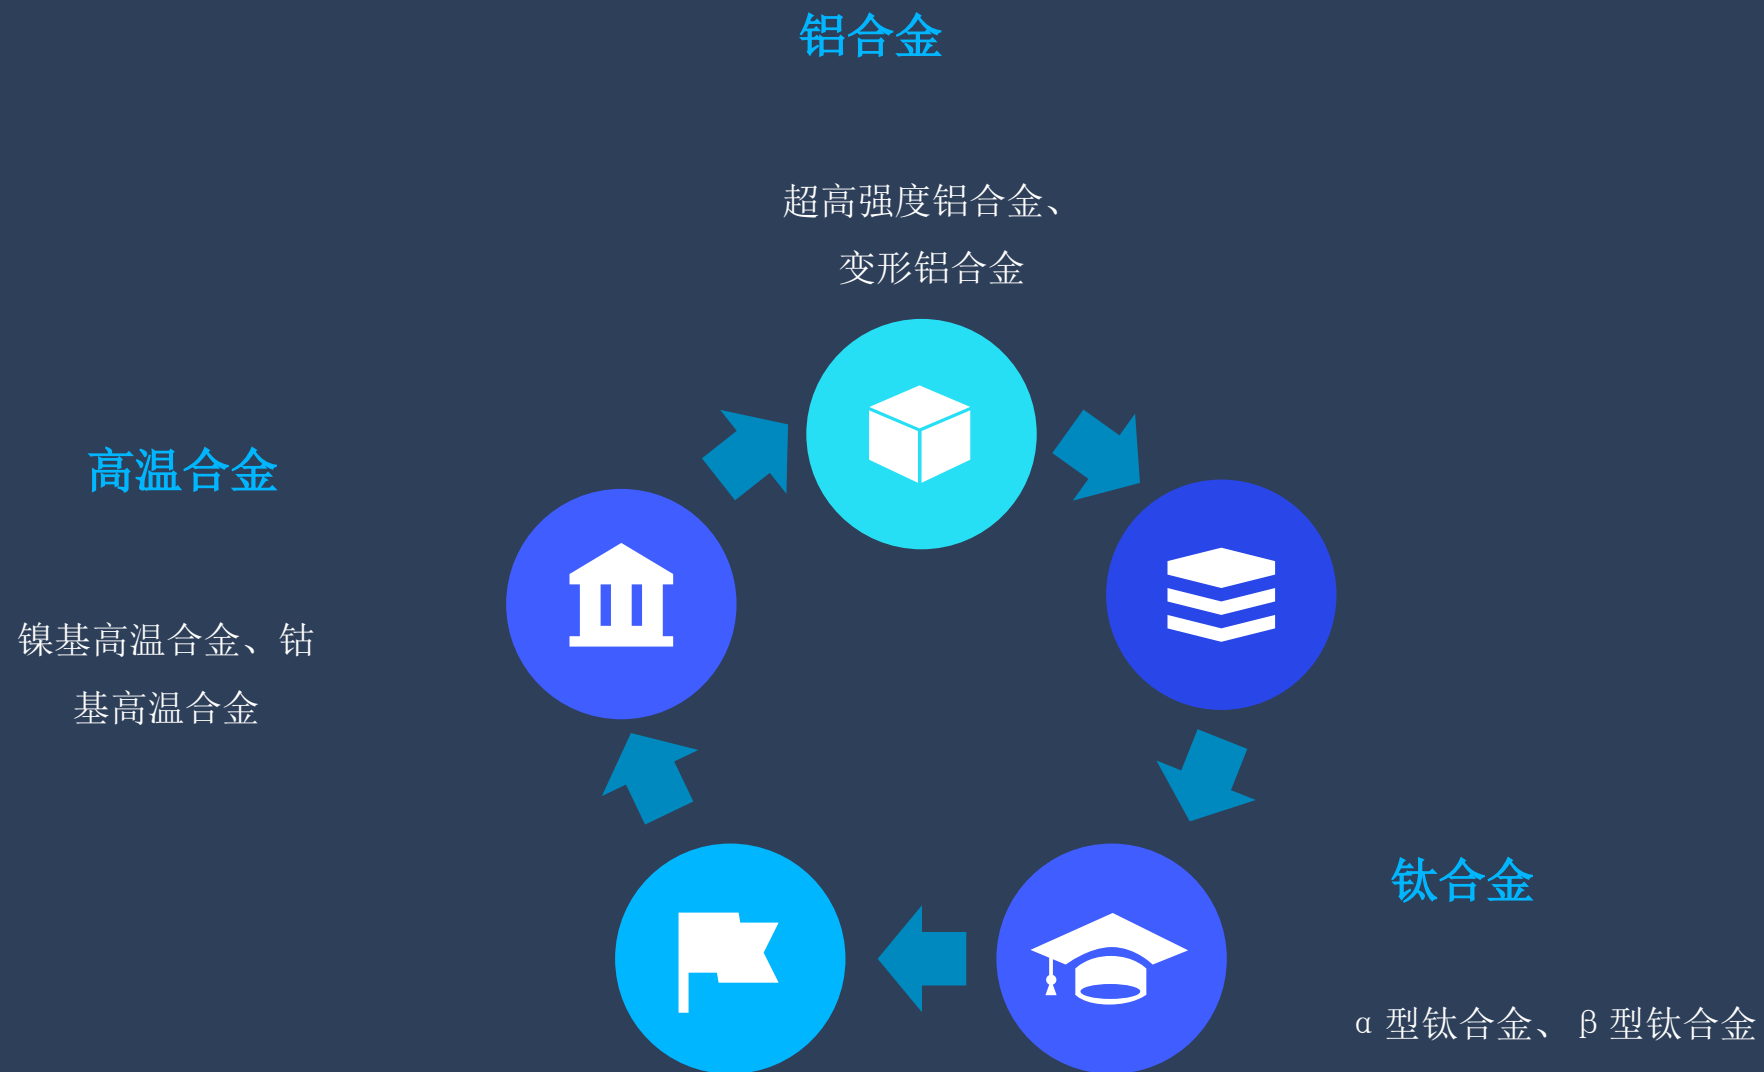 铝合金
超高强度铝合金、
变形铝合金
高温合金
镍基高温合金、钴
基高温合金
钛合金
α型钛合金、β型钛合金